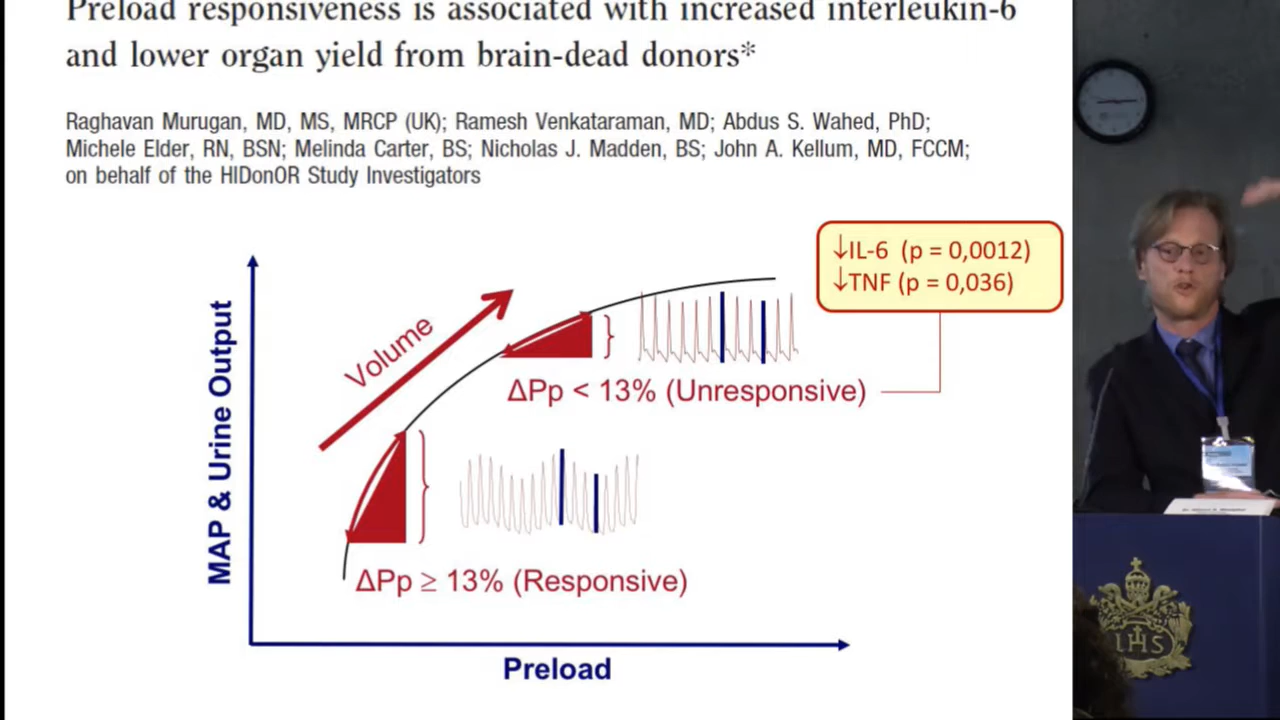 Preload responsiveness is associated with increased interleukin-6
and lower organ yield from brain-dead donors*
Raghavan Murugan, MD, MS, MRCP (UK); Ramesh Venkataraman, MD; Abdus S. Wahed, PhD;
Michele Elder, RN, BSN; Melinda Carter, BS; Nicholas J. Madden, BS; John A. Kellum, MD, FCCM;
on behalf of the HIDonOR Study Investigators
↓IL-6 (p = 0,0012)
↓TNF (p = 0,036)
Volume
ΔPp < 13% (Unresponsive)
MAP & Urine Output
ΔPp ≥ 13% (Responsive)
Preload
IHS